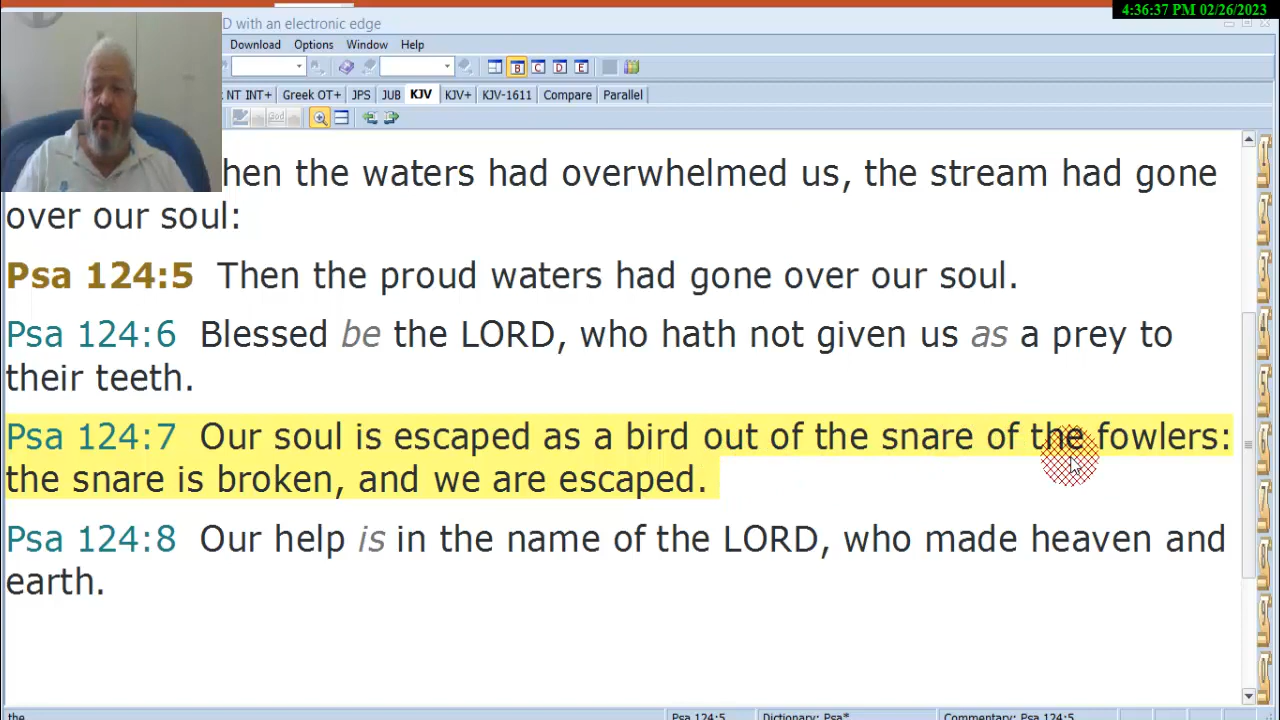 4:36:37 PM 02/26/2023
D with an electronic edge
Download Options Window Help
B C D E
NT INT+ Greek OT+ JPS JUB KJV KJV+ KJV-1611 Compare Parallel
God
hen the waters had overwhelmed us, the stream had gone
over our soul:
Psa 124:5 Then the proud waters had gone over our soul.
Psa 124:6 Blessed be the LORD, who hath not given us as a prey to
their teeth.
Psa 124:7 Our soul is escaped as a bird out of the snare of the fowlers:
the snare is broken, and we are escaped.
Psa 124:8 Our help is in the name of the LORD, who made heaven and
earth.
the Psa 124:5 Dictionary: Psa* Commentary: Psa 124:5